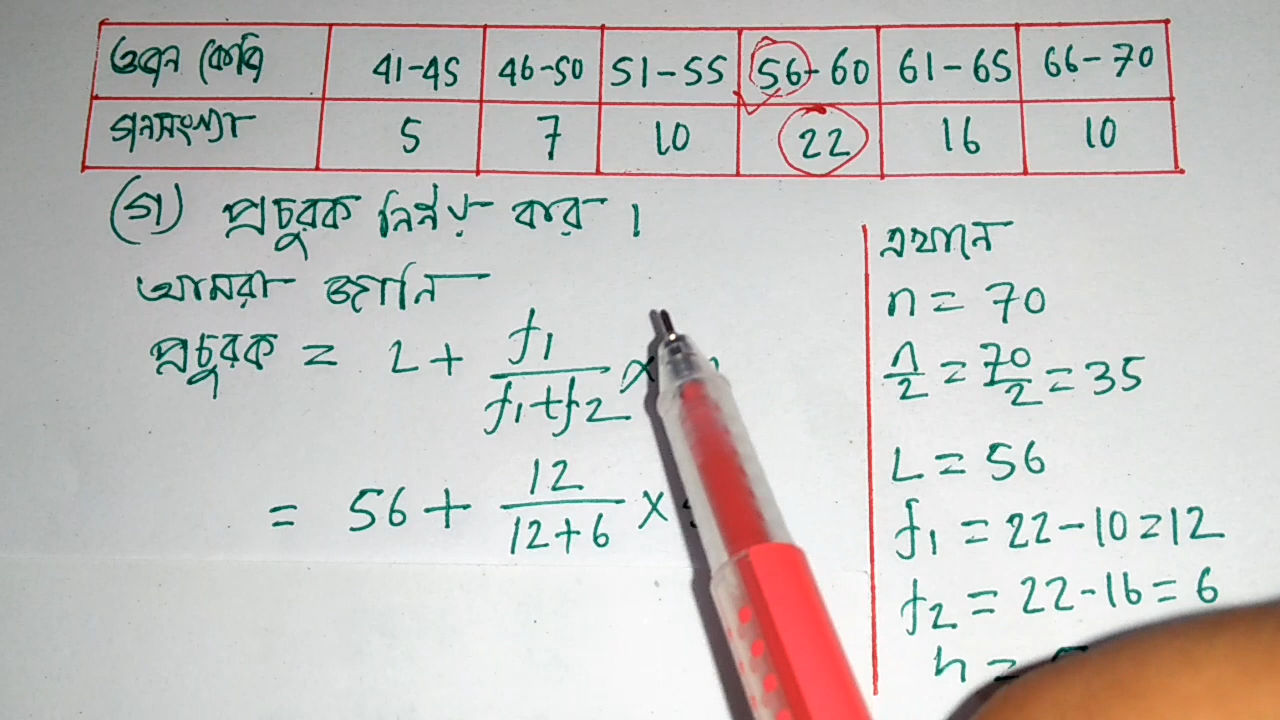 ওজন (কেজি) 41-45 46-50 51-55 56-60 61-65 66-70
গনসংখ্যা 5 7 10 22 16 10
(গ) প্রচুরক নির্নয় কর ।
আমরা জানি
প্রচুরক = L + f1/(f1+f2) ×
= 56 + 12/(12+6) ×
এখানে
n = 70
n/2 = 70/2 = 35
L = 56
f1 = 22-10=12
f2 = 22-16=6
h =